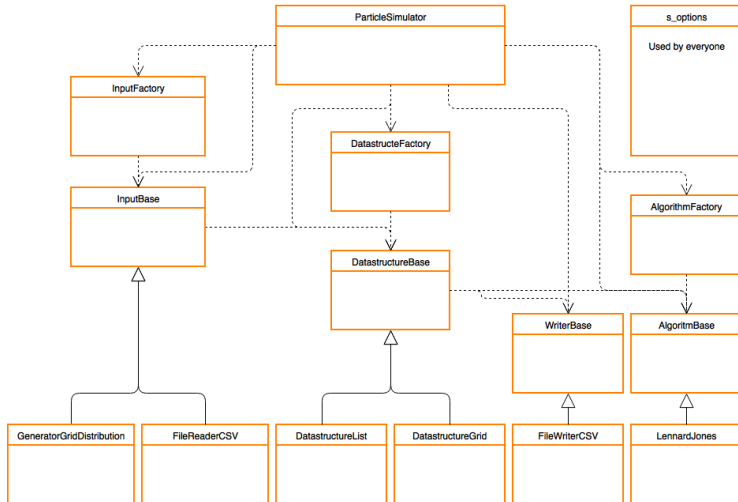 ParticleSimulator
s_options
Used by everyone
InputFactory
DatastructeFactory
InputBase
AlgorithmFactory
DatastructureBase
WriterBase
AlgoritmBase
GeneratorGridDistribution
FileReaderCSV
DatastructureList
DatastructureGrid
FileWriterCSV
LennardJones